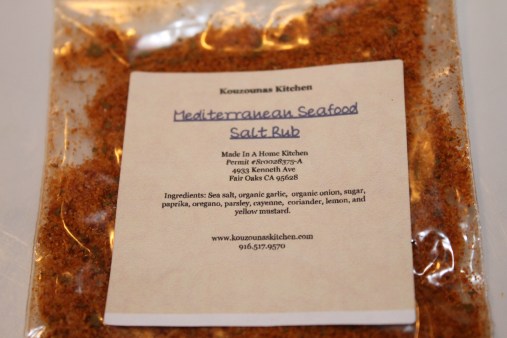 Kouzounas Kitchen
Mediterranean Seafood
Salt Rub
Made In A Home Kitchen
Permit #Sr0028375-A
4933 Kenneth Ave
Fair Oaks CA 95628
Ingredients: Sea salt, organic garlic, organic onion, sugar,
paprika, oregano, parsley, cayenne, coriander, lemon, and
yellow mustard.
www.kouzounaskitchen.com
916.517.9570